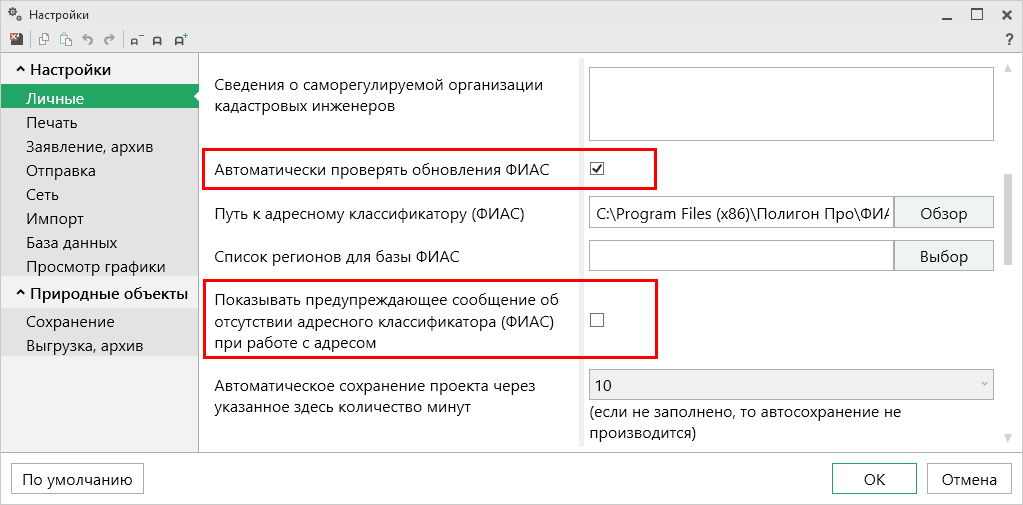 Настройки
?
Настройки
Личные
Печать
Заявление, архив
Отправка
Сеть
Импорт
База данных
Просмотр графики
Природные объекты
Сохранение
Выгрузка, архив
Сведения о саморегулируемой организации
кадастровых инженеров
Автоматически проверять обновления ФИАС
Путь к адресному классификатору (ФИАС)
C:\Program Files (x86)\Полигон Про\ФИА
Обзор
Список регионов для базы ФИАС
Выбор
Показывать предупреждающее сообщение об
отсутствии адресного классификатора (ФИАС)
при работе с адресом
Автоматическое сохранение проекта через
указанное здесь количество минут
10
(если не заполнено, то автосохранение не
производится)
По умолчанию
ОК
Отмена